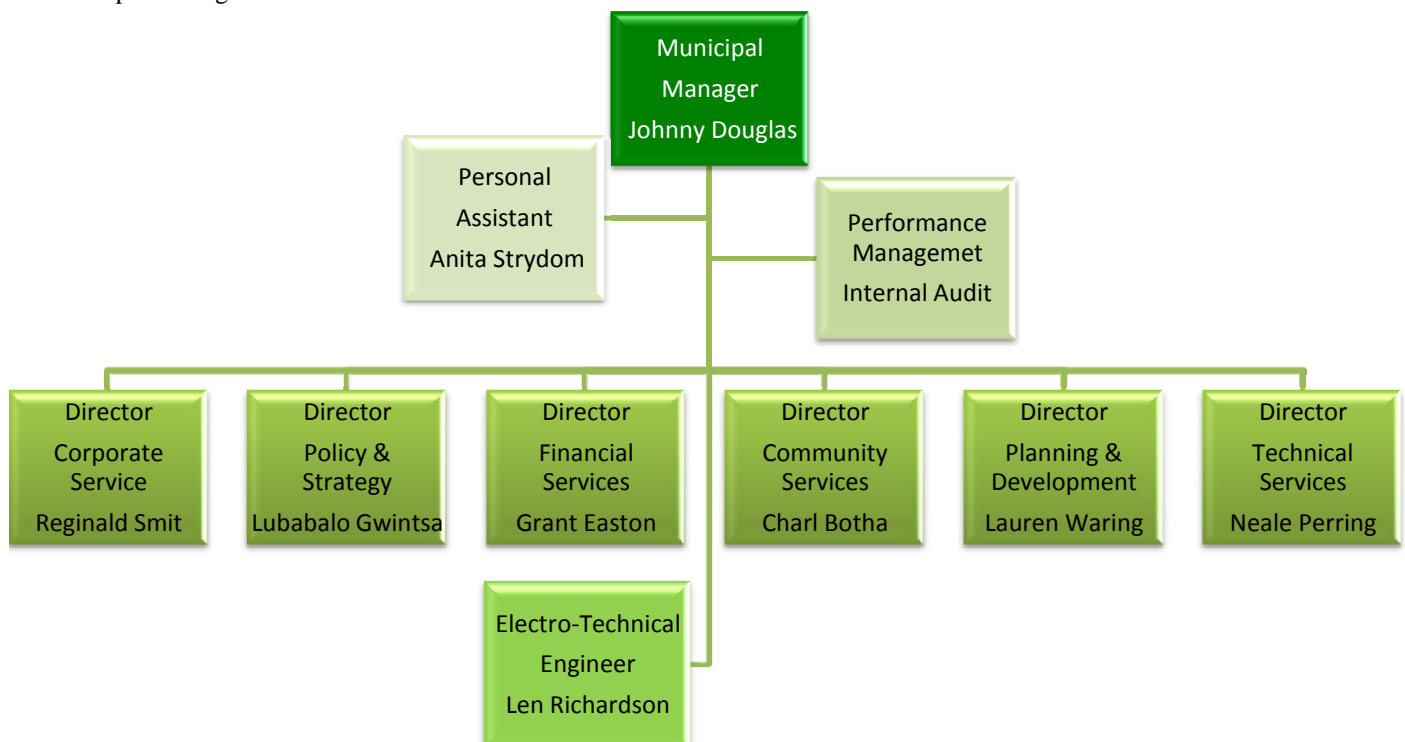 Municipal
Manager
Johnny Douglas
Personal
Assistant
Anita Strydom
Performance
Managemet
Internal Audit
Director
Corporate
Service
Reginald Smit
Director
Policy &
Strategy
Lubabalo Gwintsa
Director
Financial
Services
Grant Easton
Director
Community
Services
Charl Botha
Director
Planning &
Development
Lauren Waring
Director
Technical
Services
Neale Perring
Electro-Technical
Engineer
Len Richardson